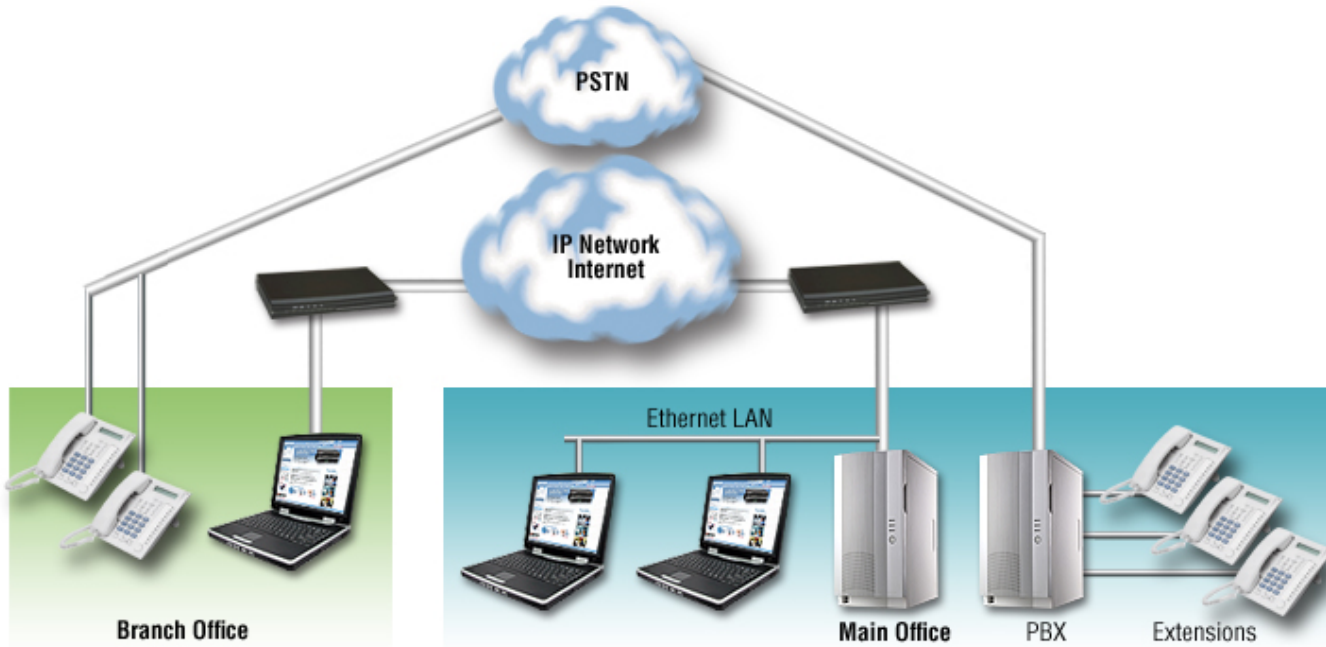 PSTN
IP Network
Internet
Ethernet LAN
Branch Office
Main Office
PBX
Extensions